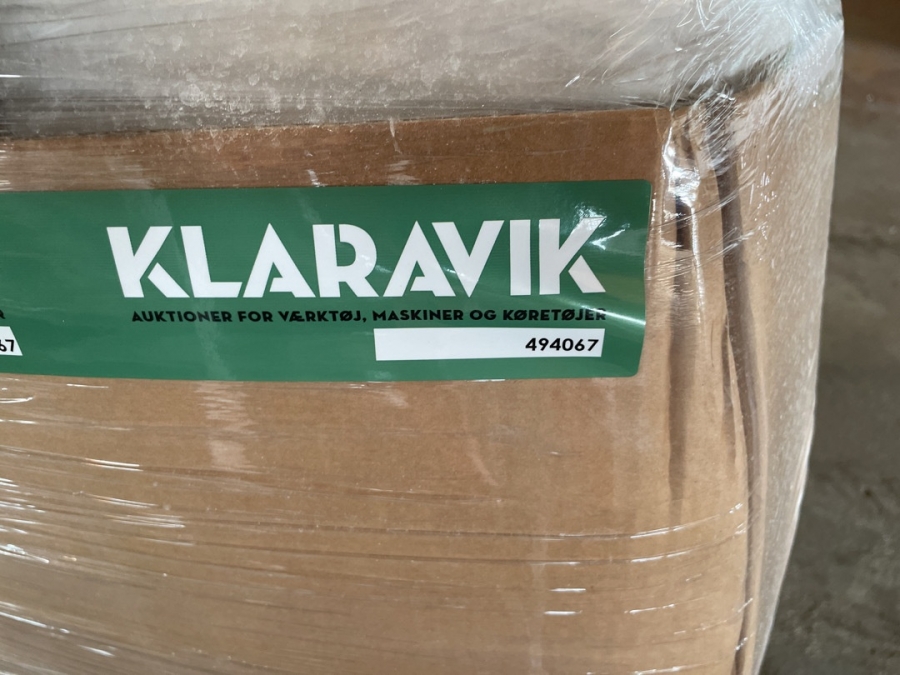 KLARAVIK
AUKTIONER FOR VÆRKTØJ, MASKINER OG KØRETØJER
494067